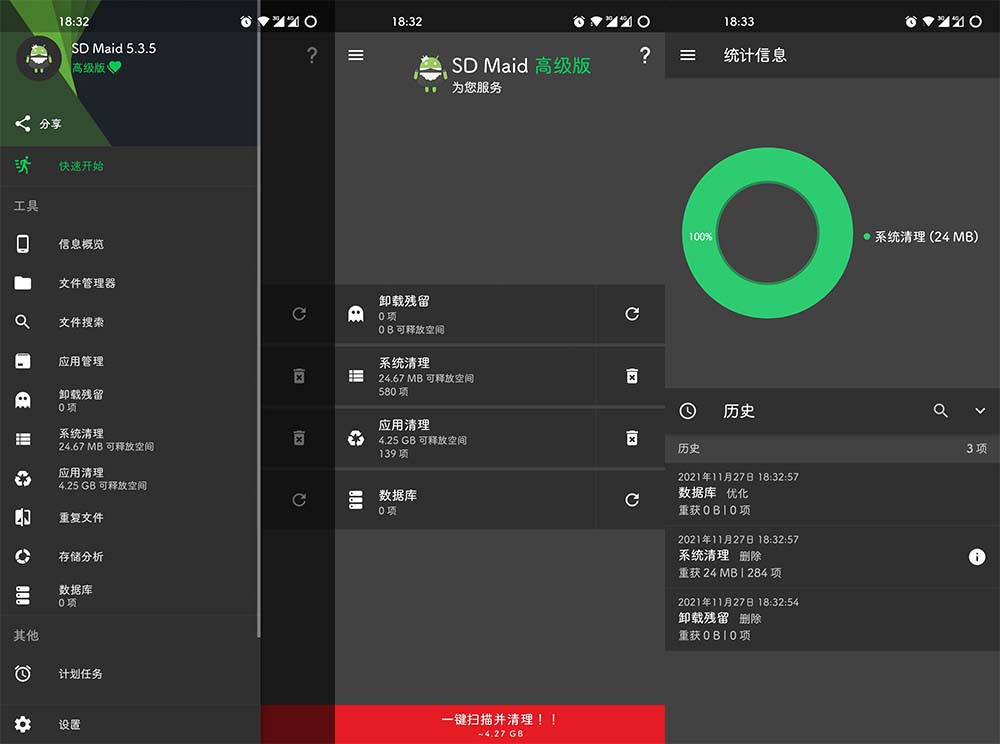 18:32
SD Maid 5.3.5
高级版
分享
快速开始
工具
信息概览
文件管理器
文件搜索
应用管理
卸载残留
0 项
系统清理
24.67 MB 可释放空间
应用清理
4.25 GB 可释放空间
重复文件
存储分析
数据库
0 项
其他
计划任务
设置
3G 4G
?
18:32
3G 4G
?
SD Maid 高级版
为您服务
卸载残留
0 项
0 B 可释放空间
系统清理
24.67 MB 可释放空间
580 项
应用清理
4.25 GB 可释放空间
139 项
数据库
0 项
一键扫描并清理！！
~4.27 GB
18:33
3G 4G
统计信息
100%
系统清理 (24 MB)
历史
历史
3 项
2021年11月27日 18:32:57
数据库 优化
重获 0 B | 0 项
2021年11月27日 18:32:57
系统清理 删除
重获 24 MB | 284 项
2021年11月27日 18:32:54
卸载残留 删除
重获 0 B | 0 项